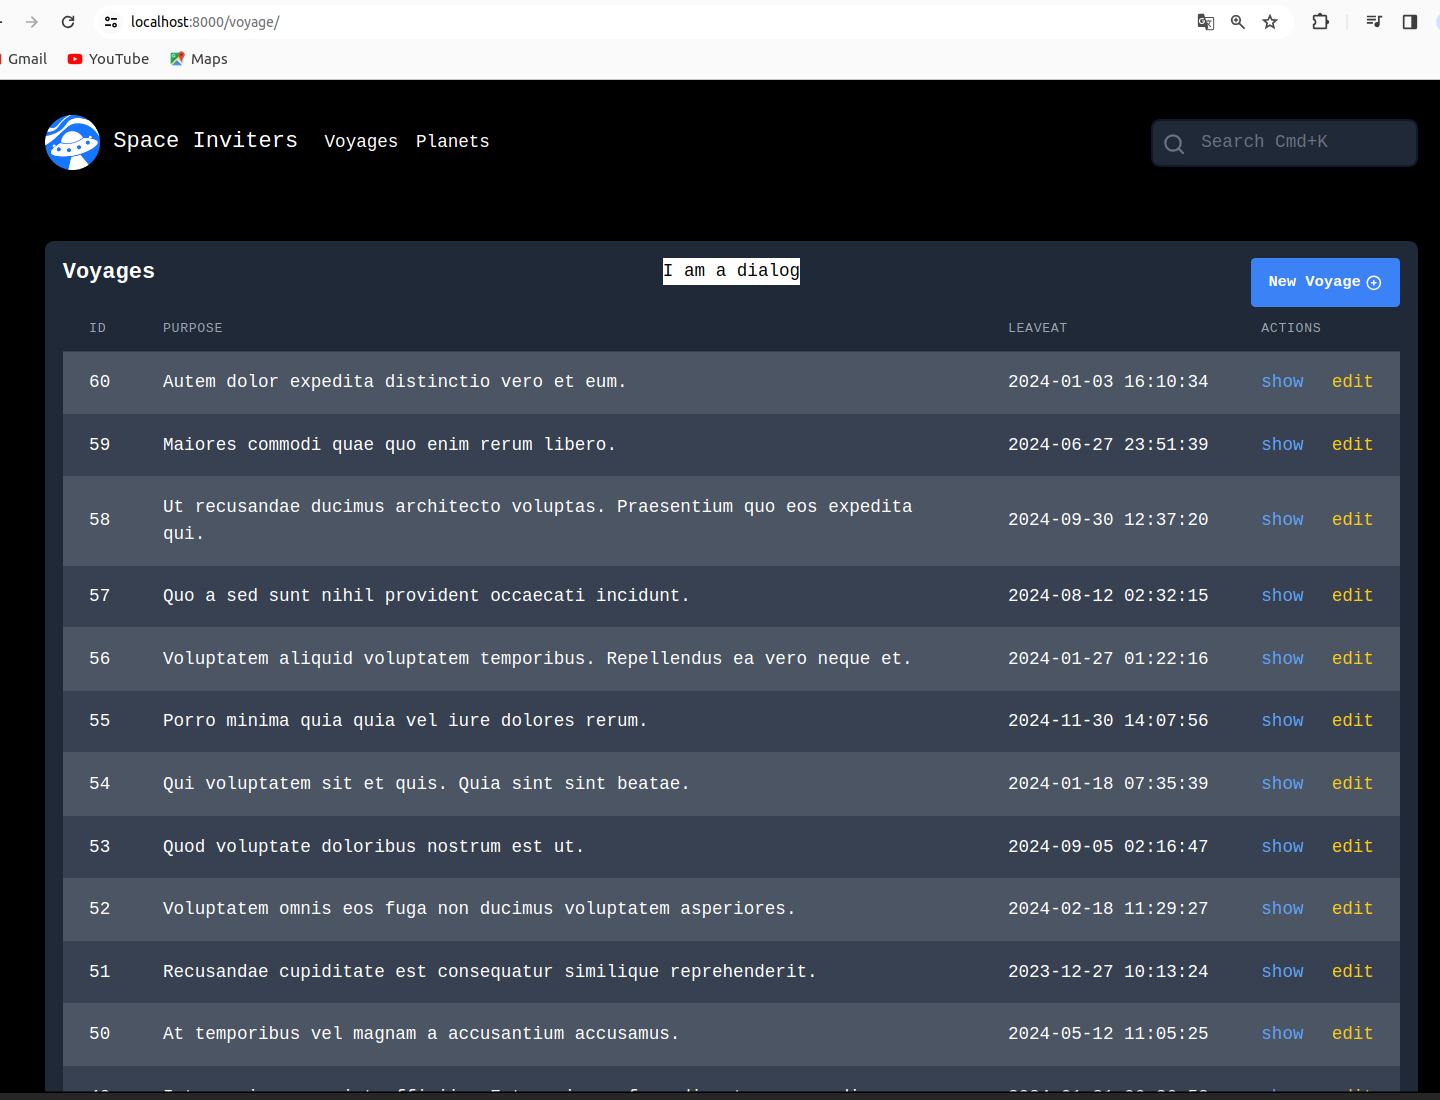 localhost:8000/voyage/
Gmail YouTube Maps
Space Inviters Voyages Planets Search Cmd+K
Voyages I am a dialog New Voyage
ID PURPOSE LEAVEAT ACTIONS
60 Autem dolor expedita distinctio vero et eum. 2024-01-03 16:10:34 show edit
59 Maiores commodi quae quo enim rerum libero. 2024-06-27 23:51:39 show edit
58 Ut recusandae ducimus architecto voluptas. Praesentium quo eos expedita
qui. 2024-09-30 12:37:20 show edit
57 Quo a sed sunt nihil provident occaecati incidunt. 2024-08-12 02:32:15 show edit
56 Voluptatem aliquid voluptatem temporibus. Repellendus ea vero neque et. 2024-01-27 01:22:16 show edit
55 Porro minima quia quia vel iure dolores rerum. 2024-11-30 14:07:56 show edit
54 Qui voluptatem sit et quis. Quia sint sint beatae. 2024-01-18 07:35:39 show edit
53 Quod voluptate doloribus nostrum est ut. 2024-09-05 02:16:47 show edit
52 Voluptatem omnis eos fuga non ducimus voluptatem asperiores. 2024-02-18 11:29:27 show edit
51 Recusandae cupiditate est consequatur similique reprehenderit. 2023-12-27 10:13:24 show edit
50 At temporibus vel magnam a accusantium accusamus. 2024-05-12 11:05:25 show edit